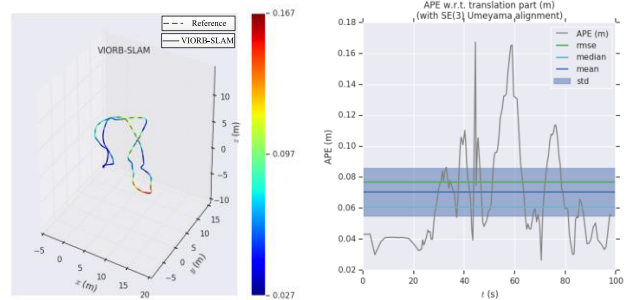 Reference
VIORB-SLAM
VIORB-SLAM
0.167
0.097
0.027
10
5
0
−5
−10
z (m)
15
10
5
0
−5
y (m)
−5
0
5
10
15
20
x (m)
APE w.r.t. translation part (m)
(with SE(3) Umeyama alignment)
APE (m)
rmse
median
mean
std
0.18
0.16
0.14
0.12
0.10
0.08
0.06
0.04
0.02
APE (m)
0
20
40
60
80
100
t (s)